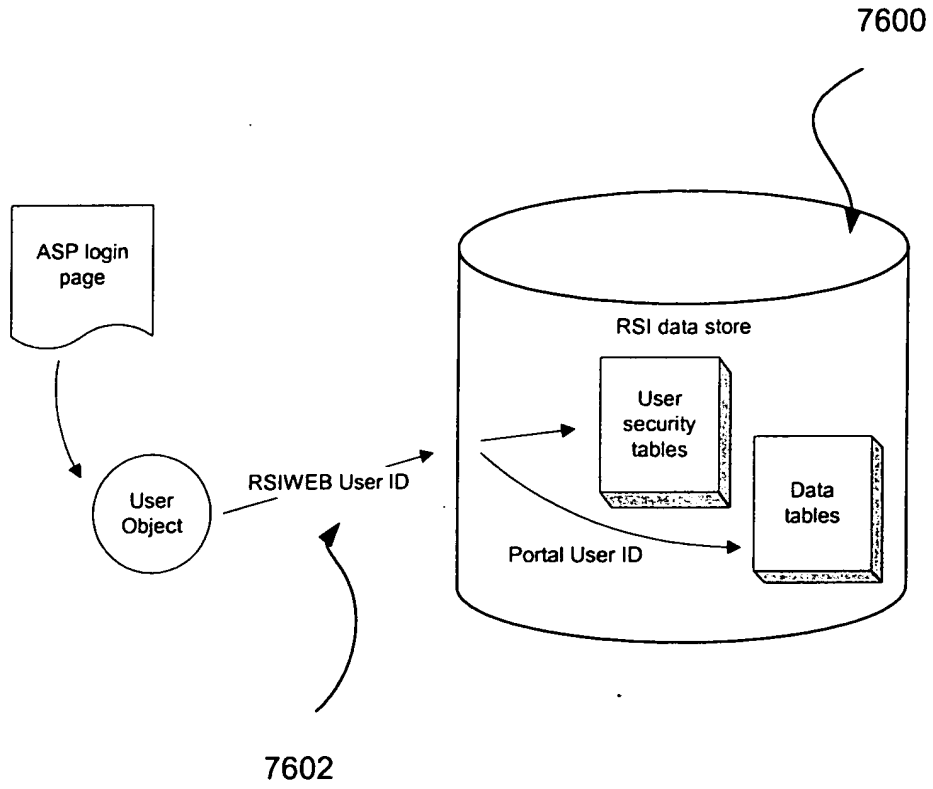 7600
ASP login
page
RSI data store
User
security
tables
RSIWEB User ID
User
Object
Data
tables
Portal User ID
7602